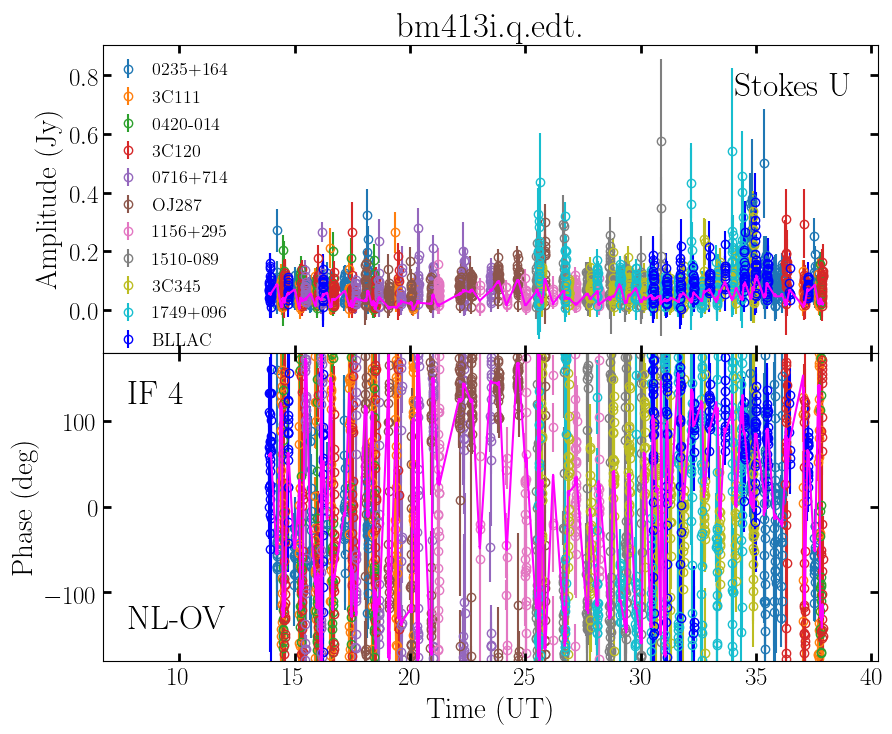 bm413i.q.edt.
Stokes U
0235+164
3C111
0420-014
3C120
0716+714
OJ287
1156+295
1510-089
3C345
1749+096
BLLAC
Amplitude (Jy)
0.8
0.6
0.4
0.2
0.0
IF 4
NL-OV
Phase (deg)
100
0
−100
10 15 20 25 30 35 40
Time (UT)